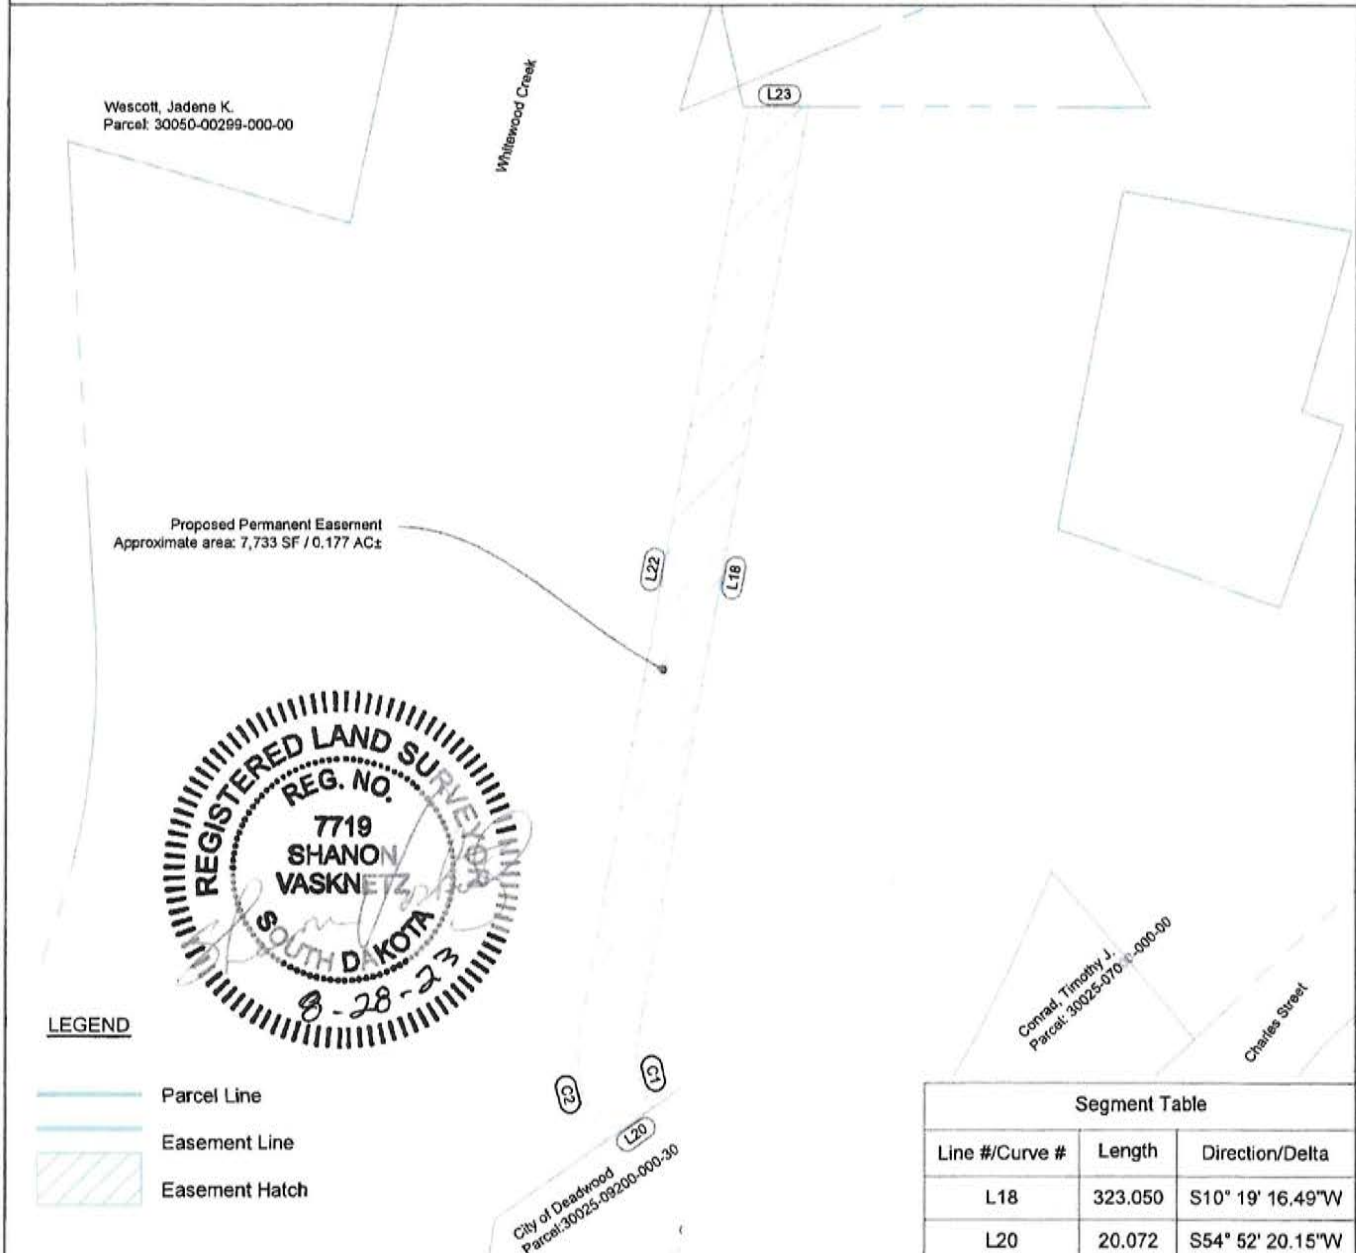 L23
Wescott, Jadene K.
Parcel: 30050-00299-000-00
Whitewood Creek
Proposed Permanent Easement
Approximate area: 7,733 SF / 0.177 AC±
L22
L18
REGISTERED LAND SURVEYOR
REG. NO.
7719
SHANON
VASKNETZ
SOUTH DAKOTA
8-28-23
Conrad, Timothy J.
Charles Street
LEGEND
Parcel Line
Easement Line
Easement Hatch
C2
C1
L20
City of Deadwood
Parcel:30025-09200-000-30
Segment Table
Line #/Curve # Length Direction/Delta
L18 323.050 S10° 19' 16.49"W
L20 20.072 S54° 52' 20.15"W